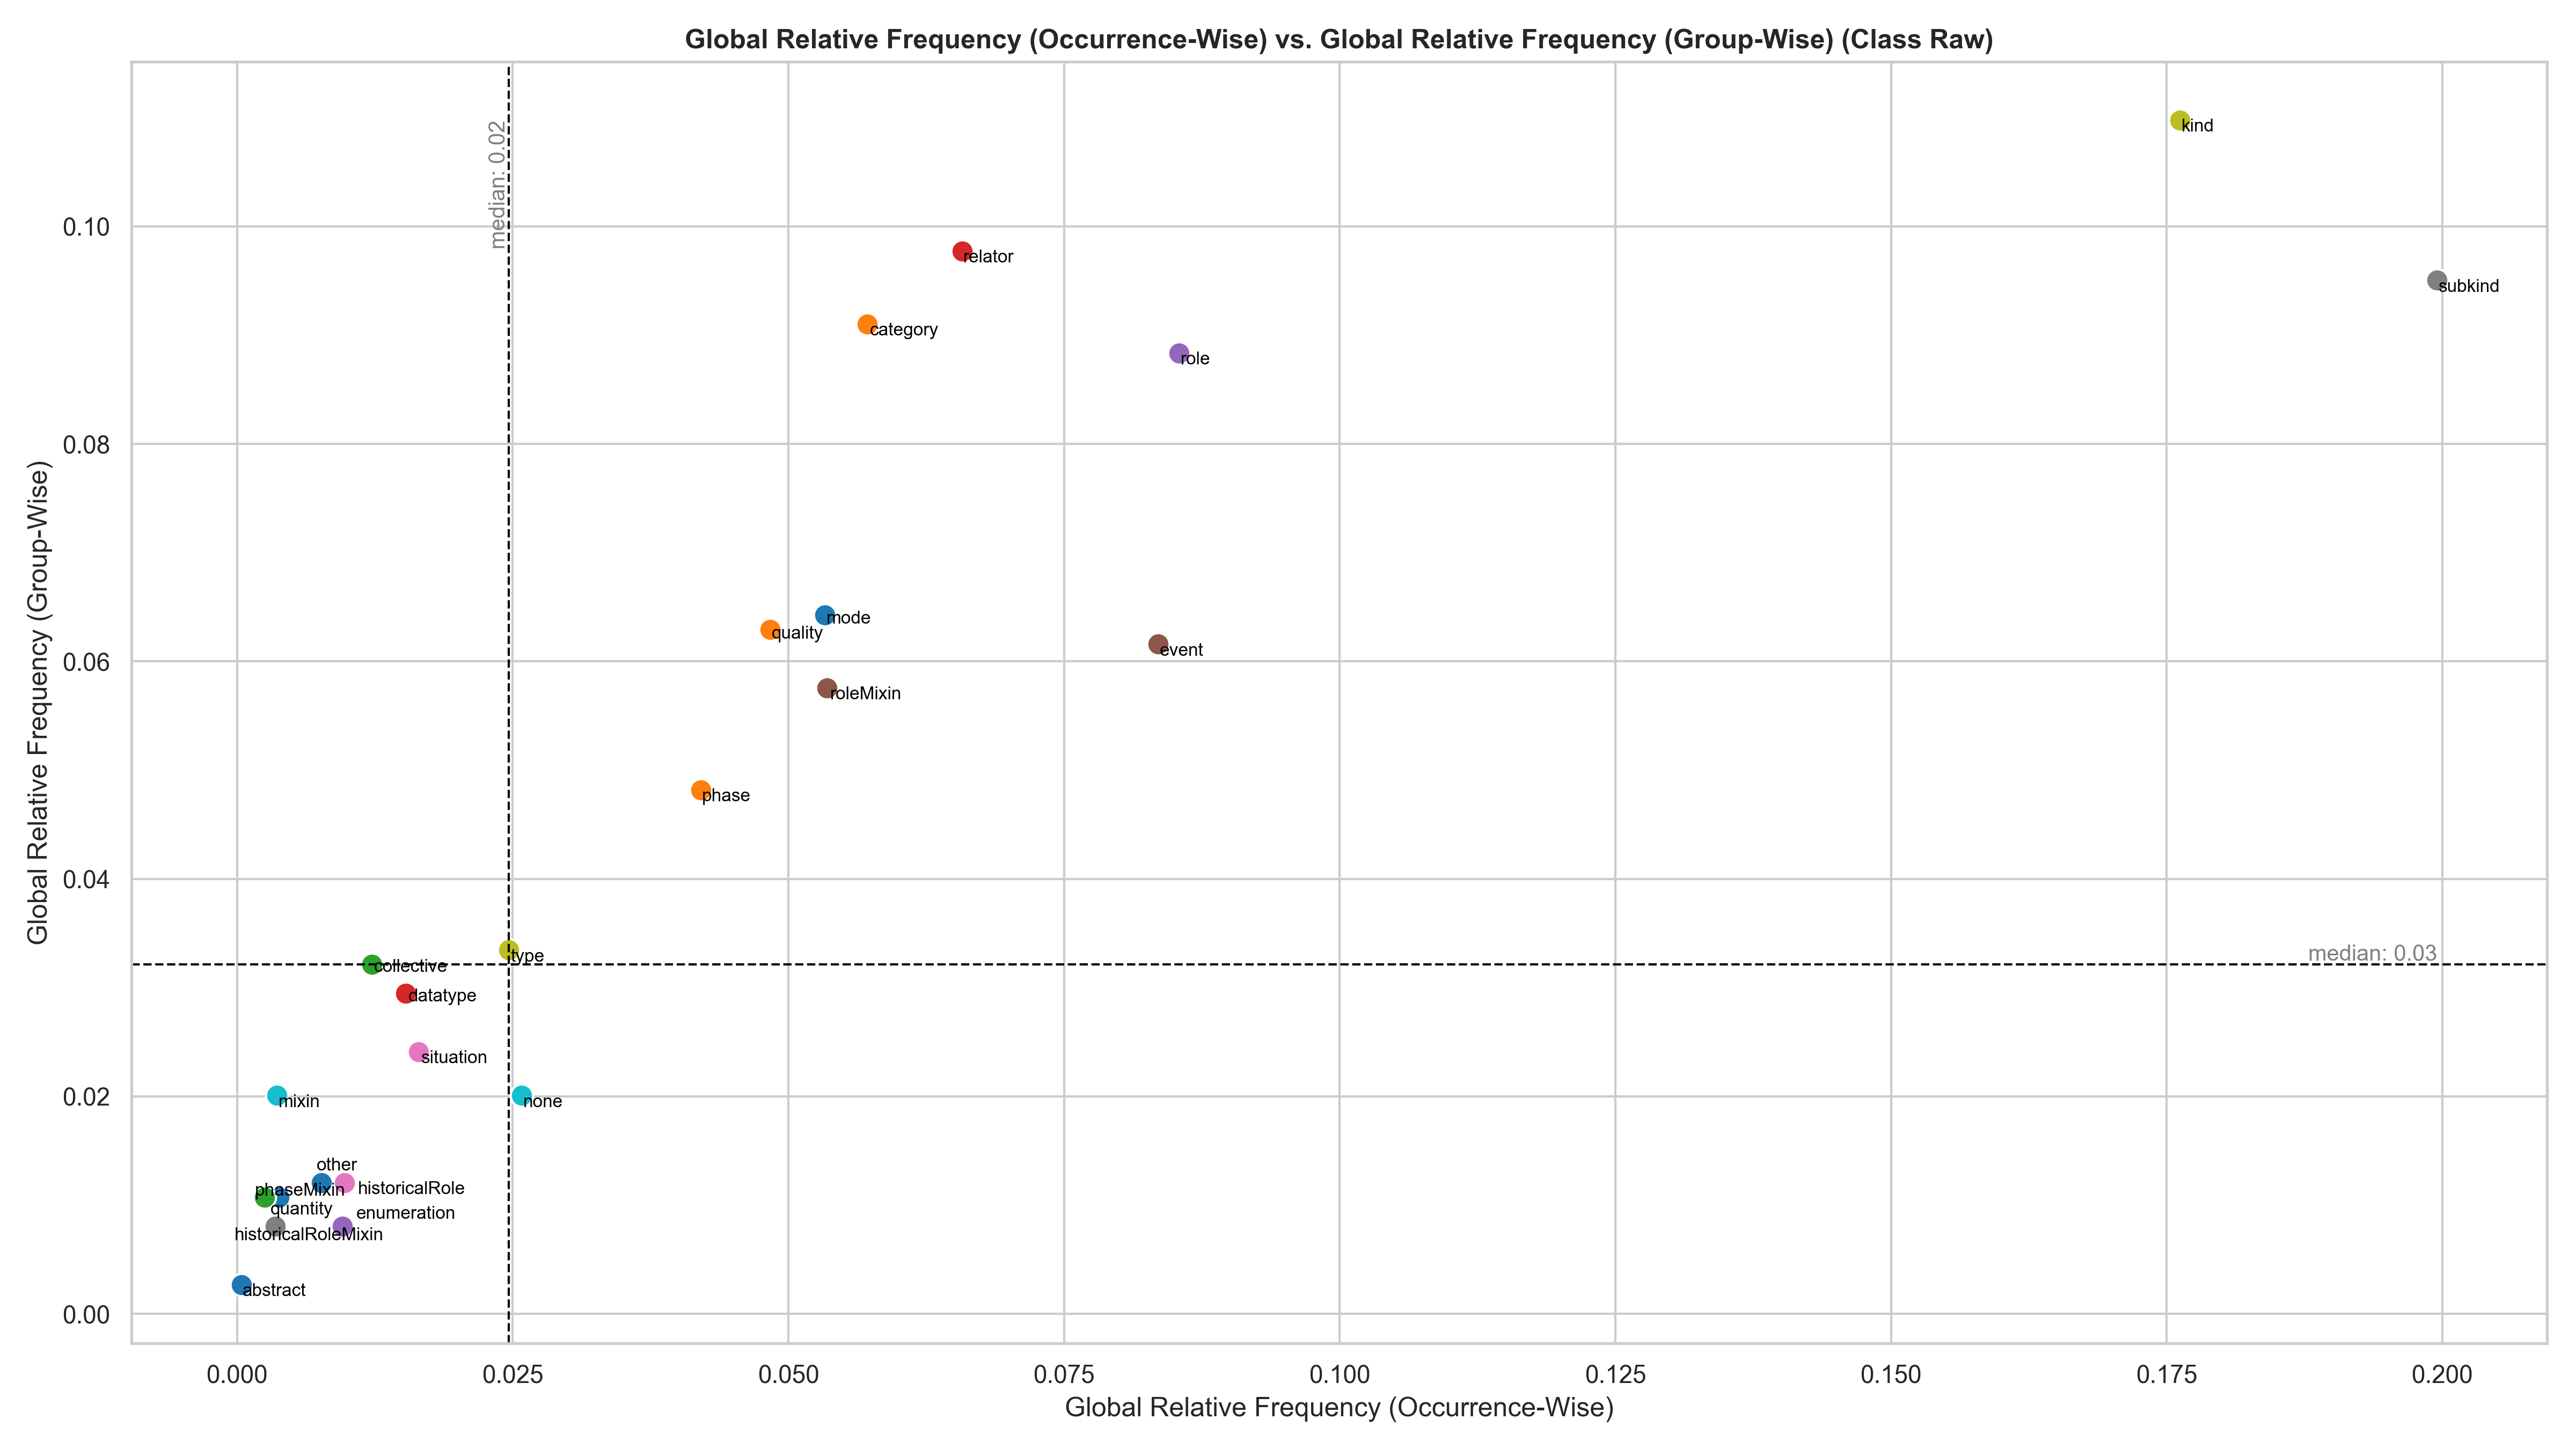 Global Relative Frequency (Occurrence-Wise) vs. Global Relative Frequency (Group-Wise) (Class Raw)
Global Relative Frequency (Group-Wise)
0.10
0.08
0.06
0.04
0.02
0.00
median: 0.02
kind
relator
subkind
category
role
mode
quality
event
roleMixin
phase
type
median: 0.03
collective
datatype
situation
mixin
none
other
phaseMixin
historicalRole
quantity
enumeration
historicalRoleMixin
abstract
0.000
0.025
0.050
0.075
0.100
0.125
0.150
0.175
0.200
Global Relative Frequency (Occurrence-Wise)